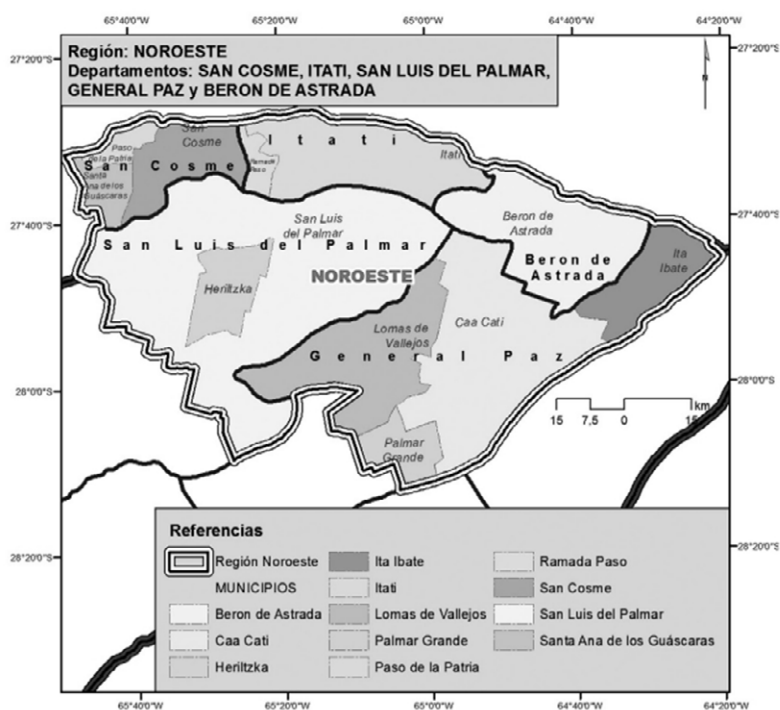 65°40'0"W 65°20'0"W 65°00'0"W 64°40'0"W 64°20'0"W
Región: NOROESTE
Departamentos: SAN COSME, ITATI, SAN LUIS DEL PALMAR,
GENERAL PAZ y BERON DE ASTRADA
N
27°20'0"S
27°20'0"S
San
Cosme
Itati
Paso
de la Patria
San Cosme
Ramada
Paso
Itati
Santa
Ana de los
Guáscaras
27°40'0"S
27°40'0"S
San Luis
del Palmar
Beron de
Astrada
San Luis del Palmar
Beron de
Astrada
Ita
Ibate
NOROESTE
Heriltzka
Lomas de
Vallejos
Caa Cati
General Paz
28°00'0"S
28°00'0"S
km
15 7,5 0 15
Palmar
Grande
Referencias
Región Noroeste
MUNICIPIOS
Beron de Astrada
Caa Cati
Heriltzka
Ita Ibate
Itati
Lomas de Vallejos
Palmar Grande
Paso de la Patria
Ramada Paso
San Cosme
San Luis del Palmar
Santa Ana de los Guáscaras
28°20'0"S
28°20'0"S
65°40'0"W 65°20'0"W 65°00'0"W 64°40'0"W 64°20'0"W